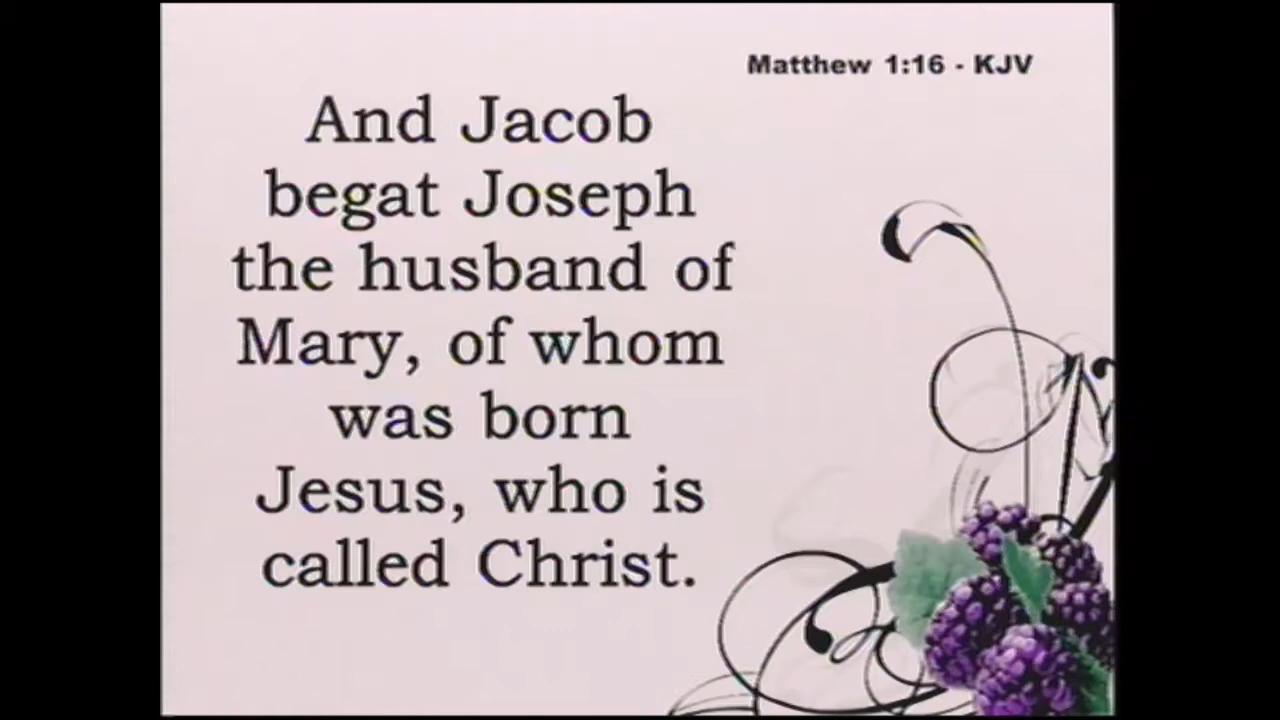 Matthew 1:16 - KJV
And Jacob
begat Joseph
the husband of
Mary, of whom
was born
Jesus, who is
called Christ.